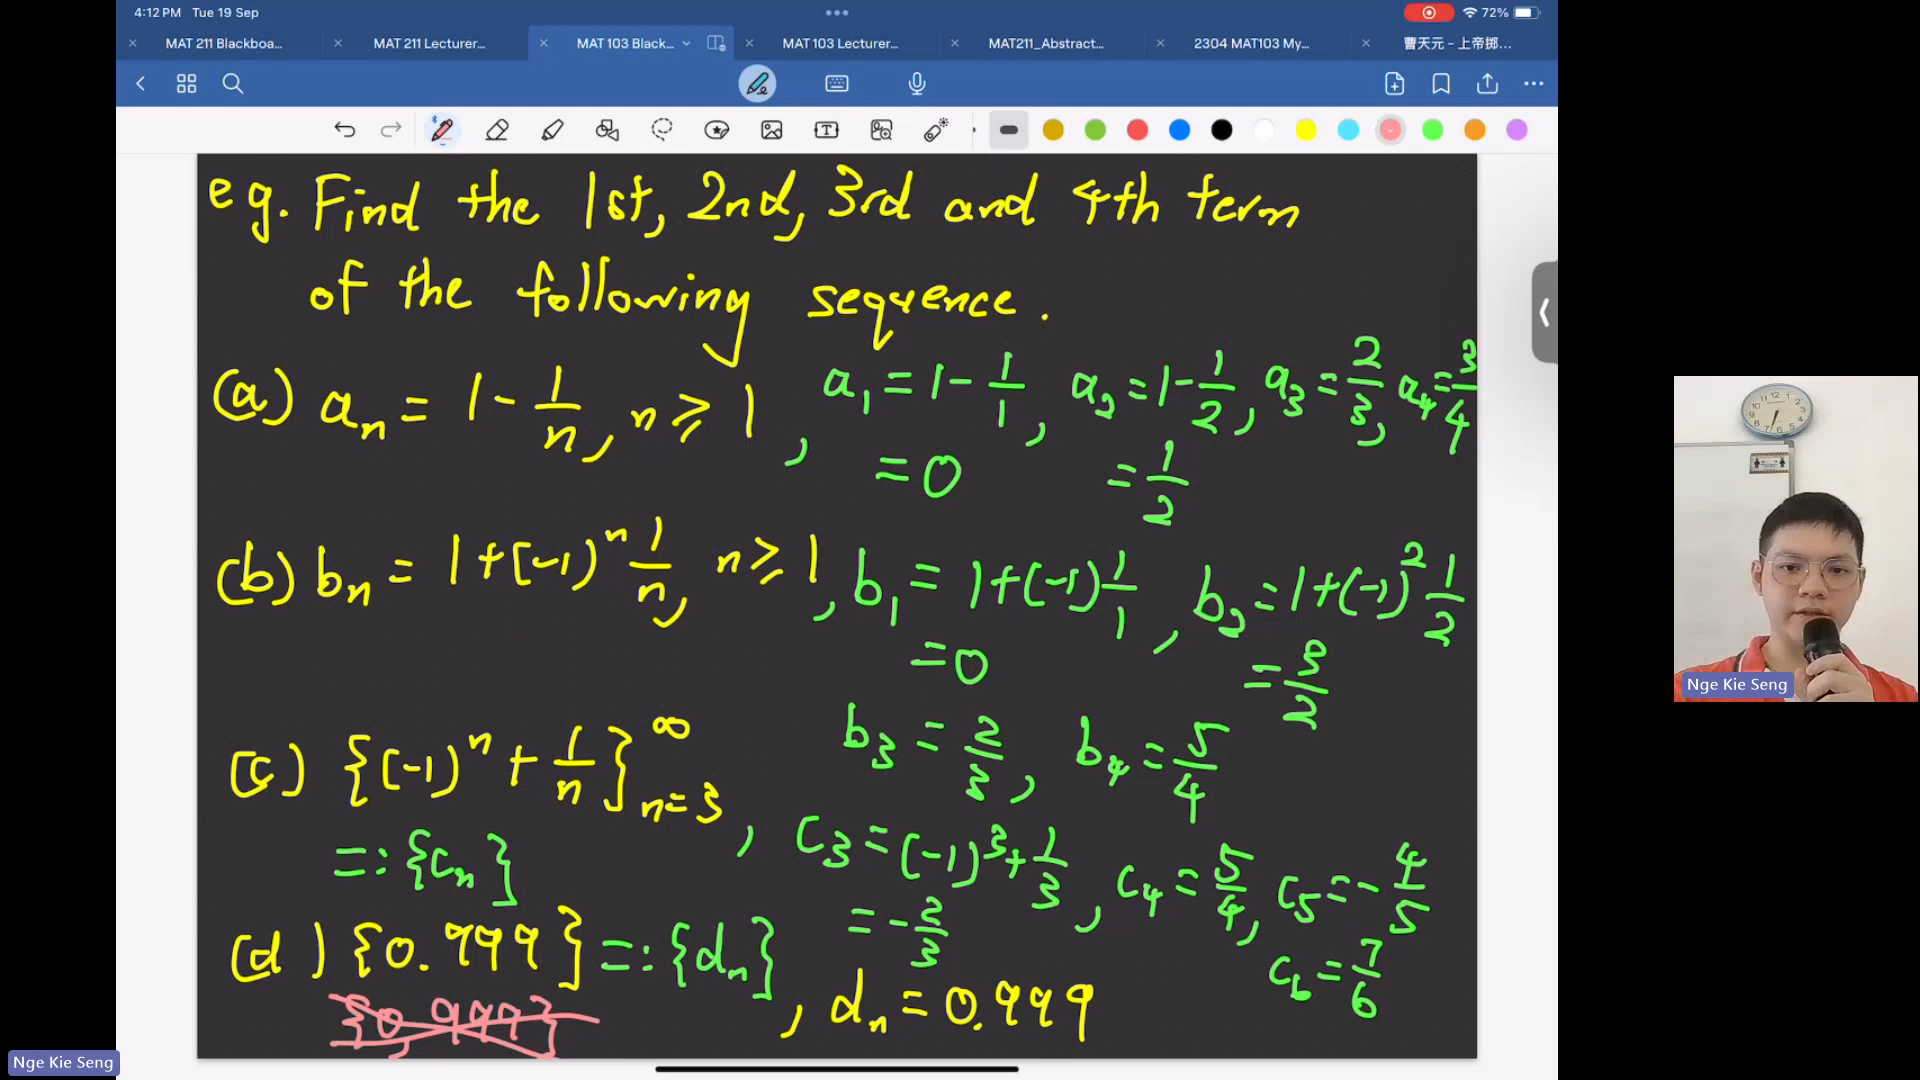 4:12 PM Tue 19 Sep
72%
MAT 211 Blackboa...
MAT 211 Lecturer...
MAT 103 Black...
MAT 103 Lecturer...
MAT211_Abstract...
2304 MAT103 My...
曹天元 - 上帝掷...
eg. Find the 1st, 2nd, 3rd and 4th term
of the following sequence.
(a) aₙ = 1 - 1/n, n ⩾ 1, a₁ = 1 - 1/1, a₂ = 1 - 1/2, a₃ = 2/3, a₄ = 3/4
= 0 = 1/2
(b) bₙ = 1 + (-1)ⁿ 1/n, n ⩾ 1, b₁ = 1 + (-1) 1/1, b₂ = 1 + (-1)² 1/2
= 0 = 3/2
b₃ = 2/3, b₄ = 5/4
(c) {(-1)ⁿ + 1/n}^∞_{n=3}, c₃ = (-1)³ + 1/3, c₄ = 5/4, c₅ = -4/5
=: {cₙ} = -2/3 c₆ = 7/6
(d) {0.999} =: {dₙ}, dₙ = 0.999
{0.999}
Nge Kie Seng
Nge Kie Seng